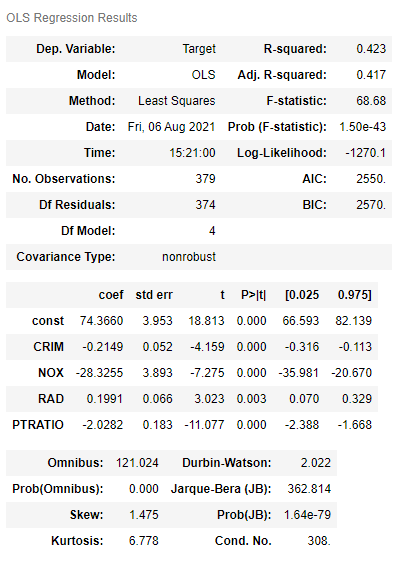 OLS Regression Results
Dep. Variable: Target R-squared: 0.423
Model: OLS Adj. R-squared: 0.417
Method: Least Squares F-statistic: 68.68
Date: Fri, 06 Aug 2021 Prob (F-statistic): 1.50e-43
Time: 15:21:00 Log-Likelihood: -1270.1
No. Observations: 379 AIC: 2550.
Df Residuals: 374 BIC: 2570.
Df Model: 4
Covariance Type: nonrobust
coef std err t P>|t| [0.025 0.975]
const 74.3660 3.953 18.813 0.000 66.593 82.139
CRIM -0.2149 0.052 -4.159 0.000 -0.316 -0.113
NOX -28.3255 3.893 -7.275 0.000 -35.981 -20.670
RAD 0.1991 0.066 3.023 0.003 0.070 0.329
PTRATIO -2.0282 0.183 -11.077 0.000 -2.388 -1.668
Omnibus: 121.024 Durbin-Watson: 2.022
Prob(Omnibus): 0.000 Jarque-Bera (JB): 362.814
Skew: 1.475 Prob(JB): 1.64e-79
Kurtosis: 6.778 Cond. No. 308.